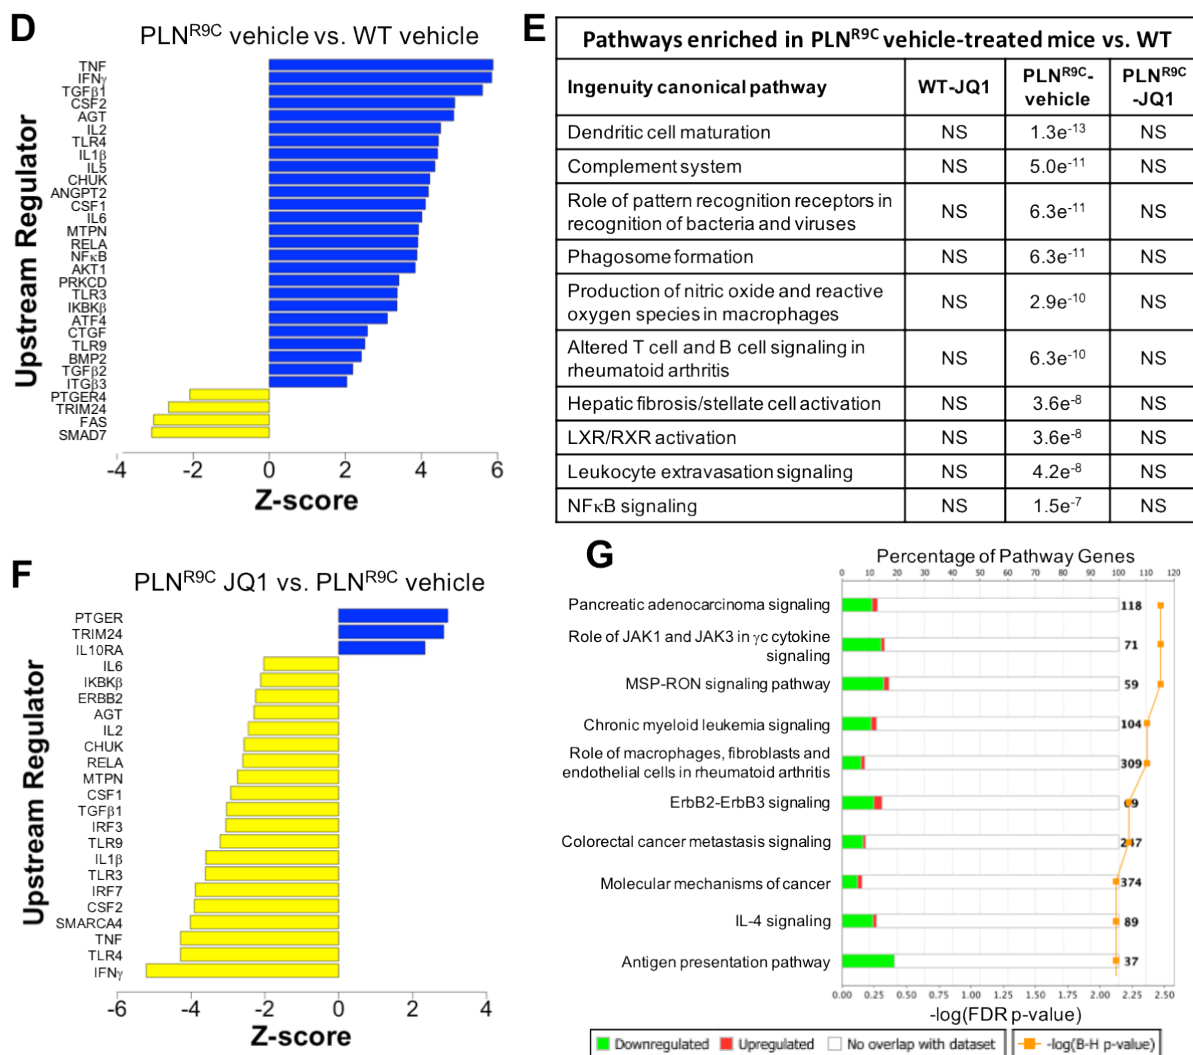 D
PLN^R9C vehicle vs. WT vehicle
Upstream Regulator
TNF
IFNγ
TGFβ1
CSF2
AGT
IL2
TLR4
IL1β
IL5
CHUK
ANGPT2
CSF1
IL6
MTPN
RELA
NFκB
AKT1
PRKCD
TLR3
IKBKβ
ATF4
CTGF
TLR9
BMP2
TGFβ2
ITGβ3
PTGER4
TRIM24
FAS
SMAD7
-4 -2 0 2 4 6
Z-score
E
Pathways enriched in PLN^R9C vehicle-treated mice vs. WT
Ingenuity canonical pathway WT-JQ1 PLN^R9C-vehicle PLN^R9C-JQ1
Dendritic cell maturation NS 1.3e^-13 NS
Complement system NS 5.0e^-11 NS
Role of pattern recognition receptors in
recognition of bacteria and viruses NS 6.3e^-11 NS
Phagosome formation NS 6.3e^-11 NS
Production of nitric oxide and reactive
oxygen species in macrophages NS 2.9e^-10 NS
Altered T cell and B cell signaling in
rheumatoid arthritis NS 6.3e^-10 NS
Hepatic fibrosis/stellate cell activation NS 3.6e^-8 NS
LXR/RXR activation NS 3.6e^-8 NS
Leukocyte extravasation signaling NS 4.2e^-8 NS
NFκB signaling NS 1.5e^-7 NS
F
PLN^R9C JQ1 vs. PLN^R9C vehicle
Upstream Regulator
PTGER
TRIM24
IL10RA
IL6
IKBKβ
ERBB2
AGT
IL2
CHUK
RELA
MTPN
CSF1
TGFβ1
IRF3
TLR9
IL1β
TLR3
IRF7
CSF2
SMARCA4
TNF
TLR4
IFNγ
-6 -4 -2 0 2 4
Z-score
G
Percentage of Pathway Genes
0 10 20 30 40 50 60 70 80 90 100 110 120
Pancreatic adenocarcinoma signaling 118
Role of JAK1 and JAK3 in γc cytokine
signaling 71
MSP-RON signaling pathway 59
Chronic myeloid leukemia signaling 104
Role of macrophages, fibroblasts and
endothelial cells in rheumatoid arthritis 309
ErbB2-ErbB3 signaling 69
Colorectal cancer metastasis signaling 247
Molecular mechanisms of cancer 374
IL-4 signaling 89
Antigen presentation pathway 37
0.00 0.25 0.50 0.75 1.00 1.25 1.50 1.75 2.00 2.25 2.50
-log(FDR p-value)
Downregulated Upregulated No overlap with dataset -log(B-H p-value)